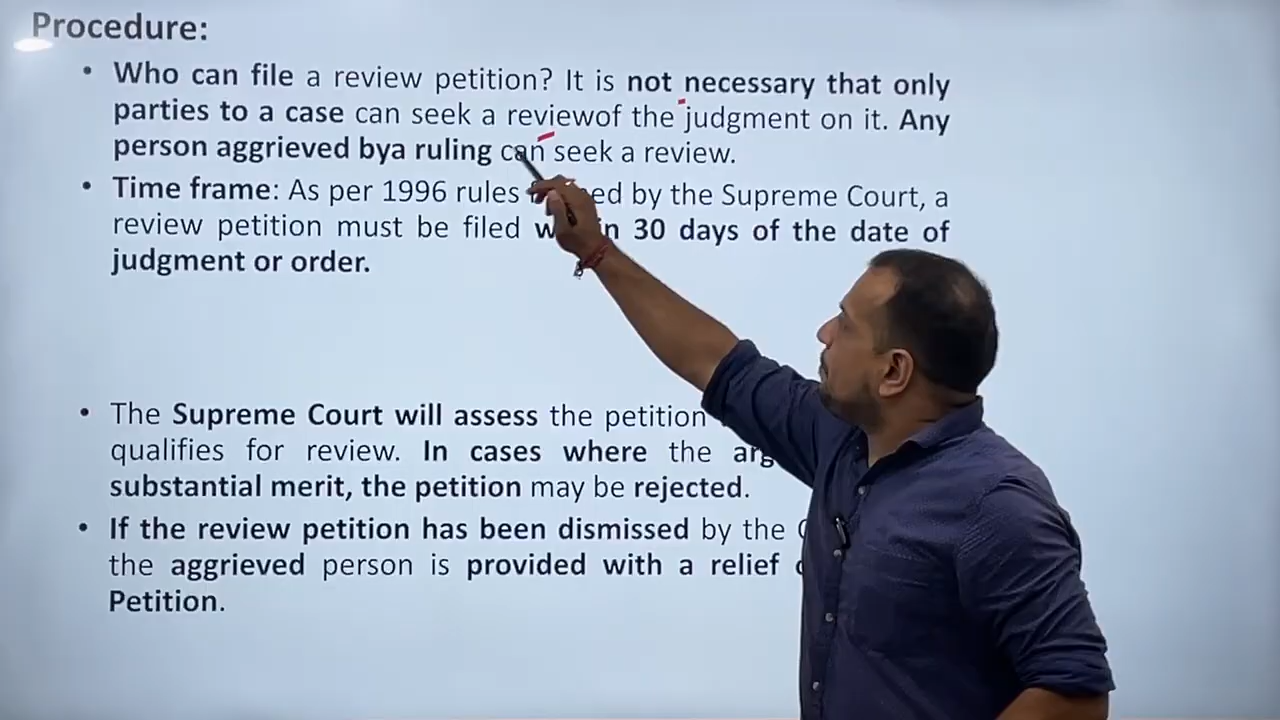 Procedure:
• Who can file a review petition? It is not necessary that only
parties to a case can seek a reviewof the judgment on it. Any
person aggrieved bya ruling can seek a review.
• Time frame: As per 1996 rules ed by the Supreme Court, a
review petition must be filed w n 30 days of the date of
judgment or order.
• The Supreme Court will assess the petition
qualifies for review. In cases where the
substantial merit, the petition may be rejected.
• If the review petition has been dismissed by the
the aggrieved person is provided with a relief
Petition.